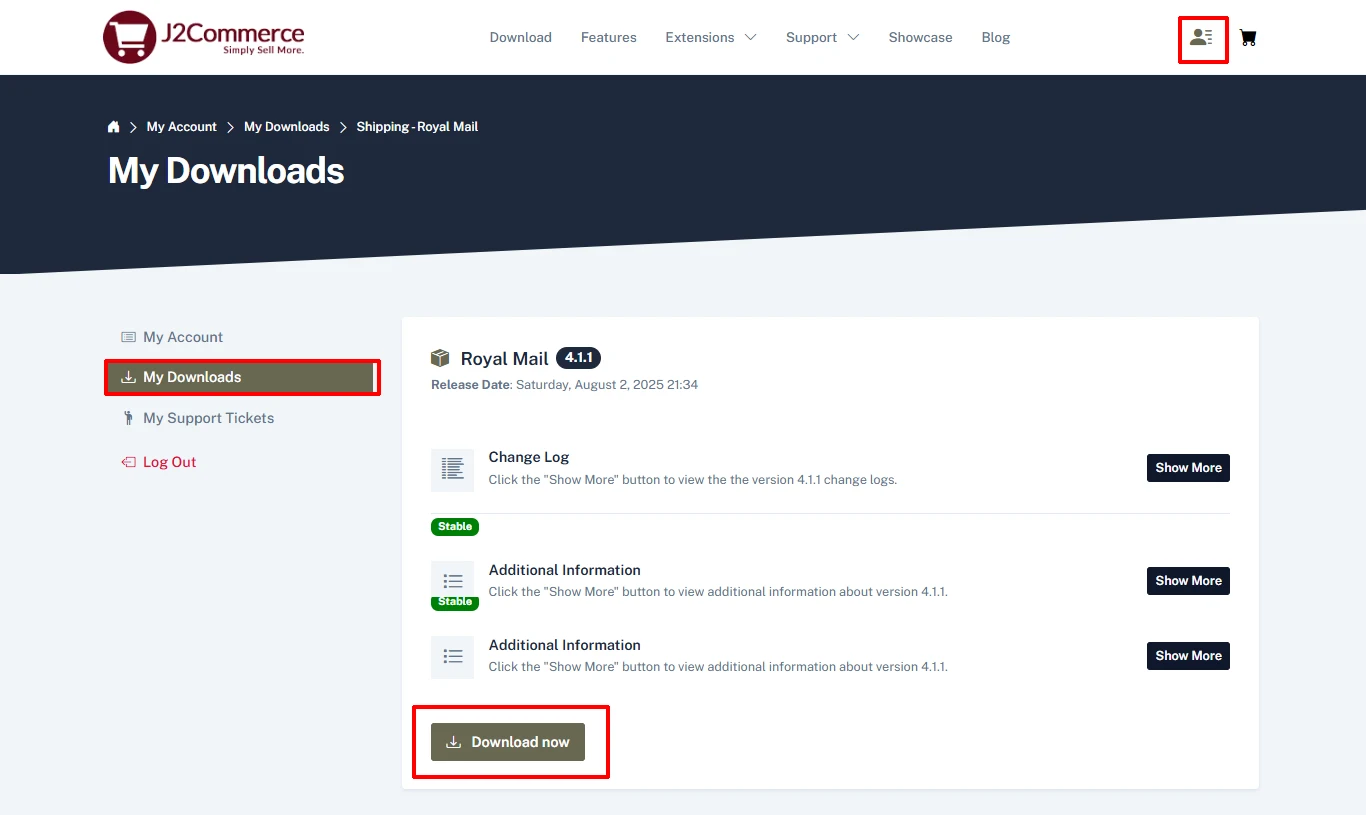 J2Commerce
Simply Sell More.
Download Features Extensions Support Showcase Blog
My Account My Downloads Shipping - Royal Mail
My Downloads
My Account
My Downloads
My Support Tickets
Log Out
Royal Mail 4.1.1
Release Date: Saturday, August 2, 2025 21:34
Change Log
Click the "Show More" button to view the the version 4.1.1 change logs.
Show More
Stable
Additional Information
Click the "Show More" button to view additional information about version 4.1.1.
Show More
Stable
Additional Information
Click the "Show More" button to view additional information about version 4.1.1.
Show More
Download now